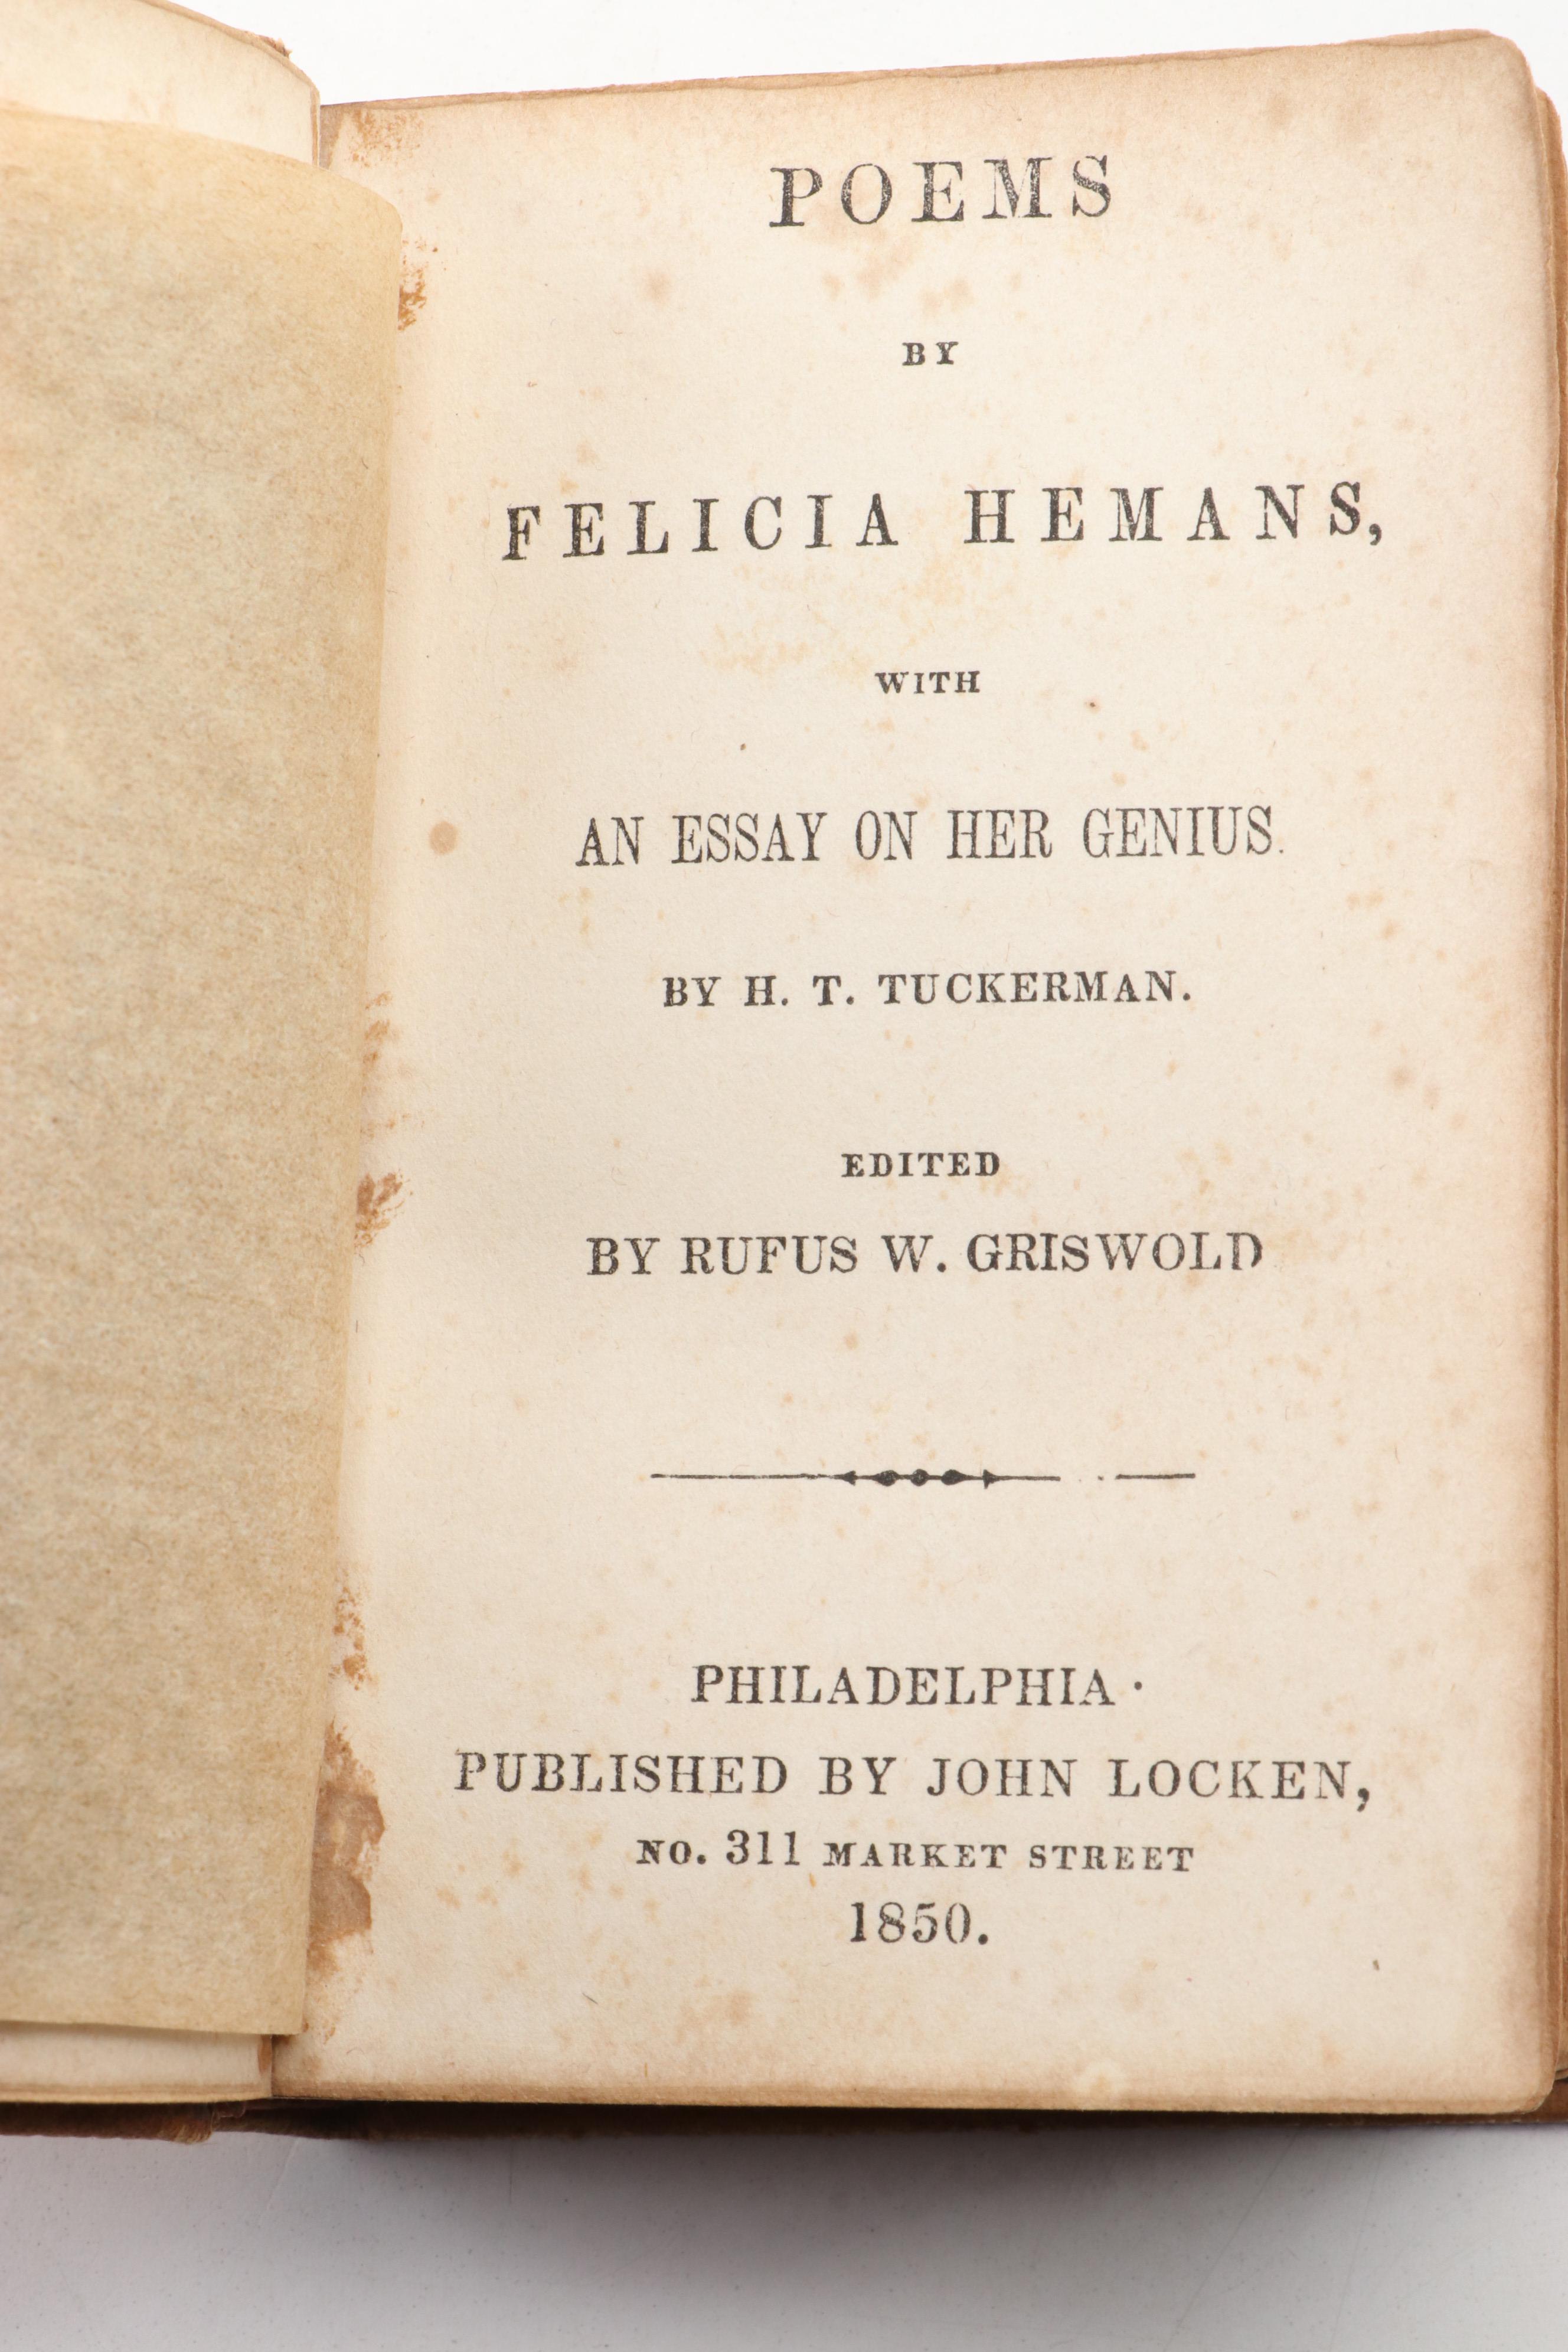 POEMS
BY
FELICIA HEMANS,
WITH
AN ESSAY ON HER GENIUS.
BY H. T. TUCKERMAN.
EDITED
BY RUFUS W. GRISWOLD
PHILADELPHIA·
PUBLISHED BY JOHN LOCKEN,
NO. 311 MARKET STREET
1850.